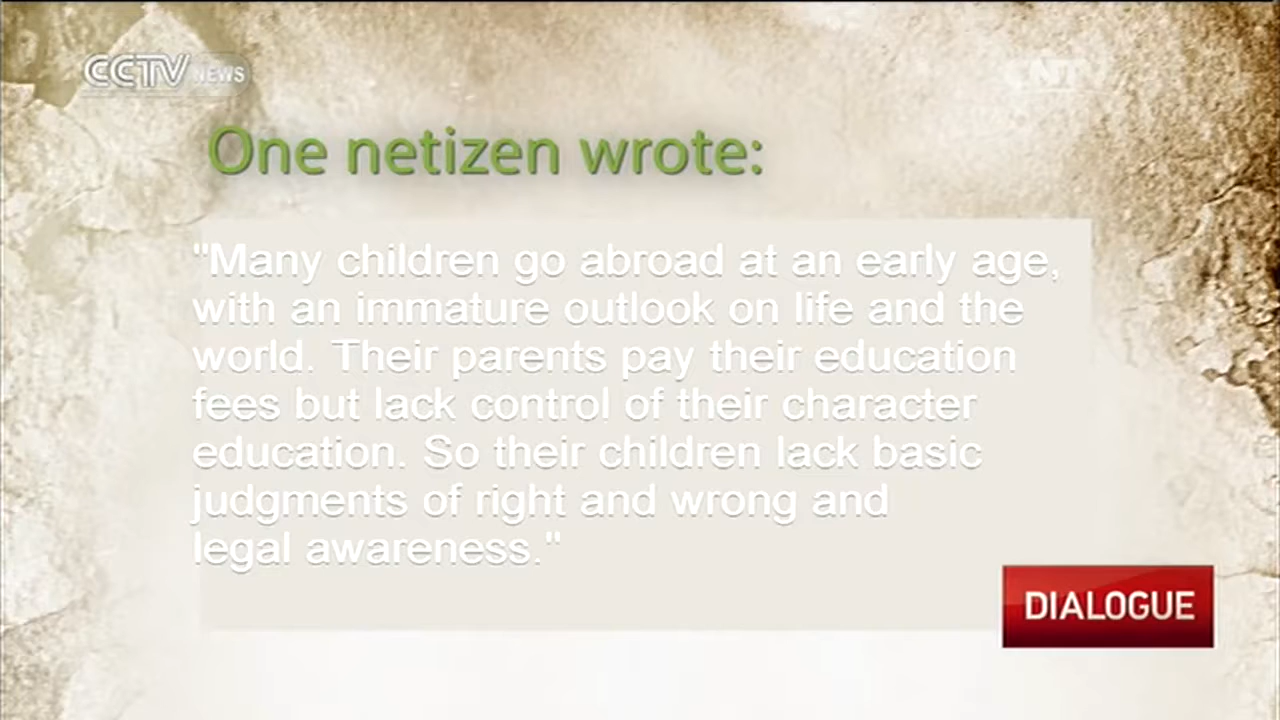 CCTV NEWS
CNTV
One netizen wrote:
"Many children go abroad at an early age,
with an immature outlook on life and the
world. Their parents pay their education
fees but lack control of their character
education. So their children lack basic
judgments of right and wrong and
legal awareness."
DIALOGUE